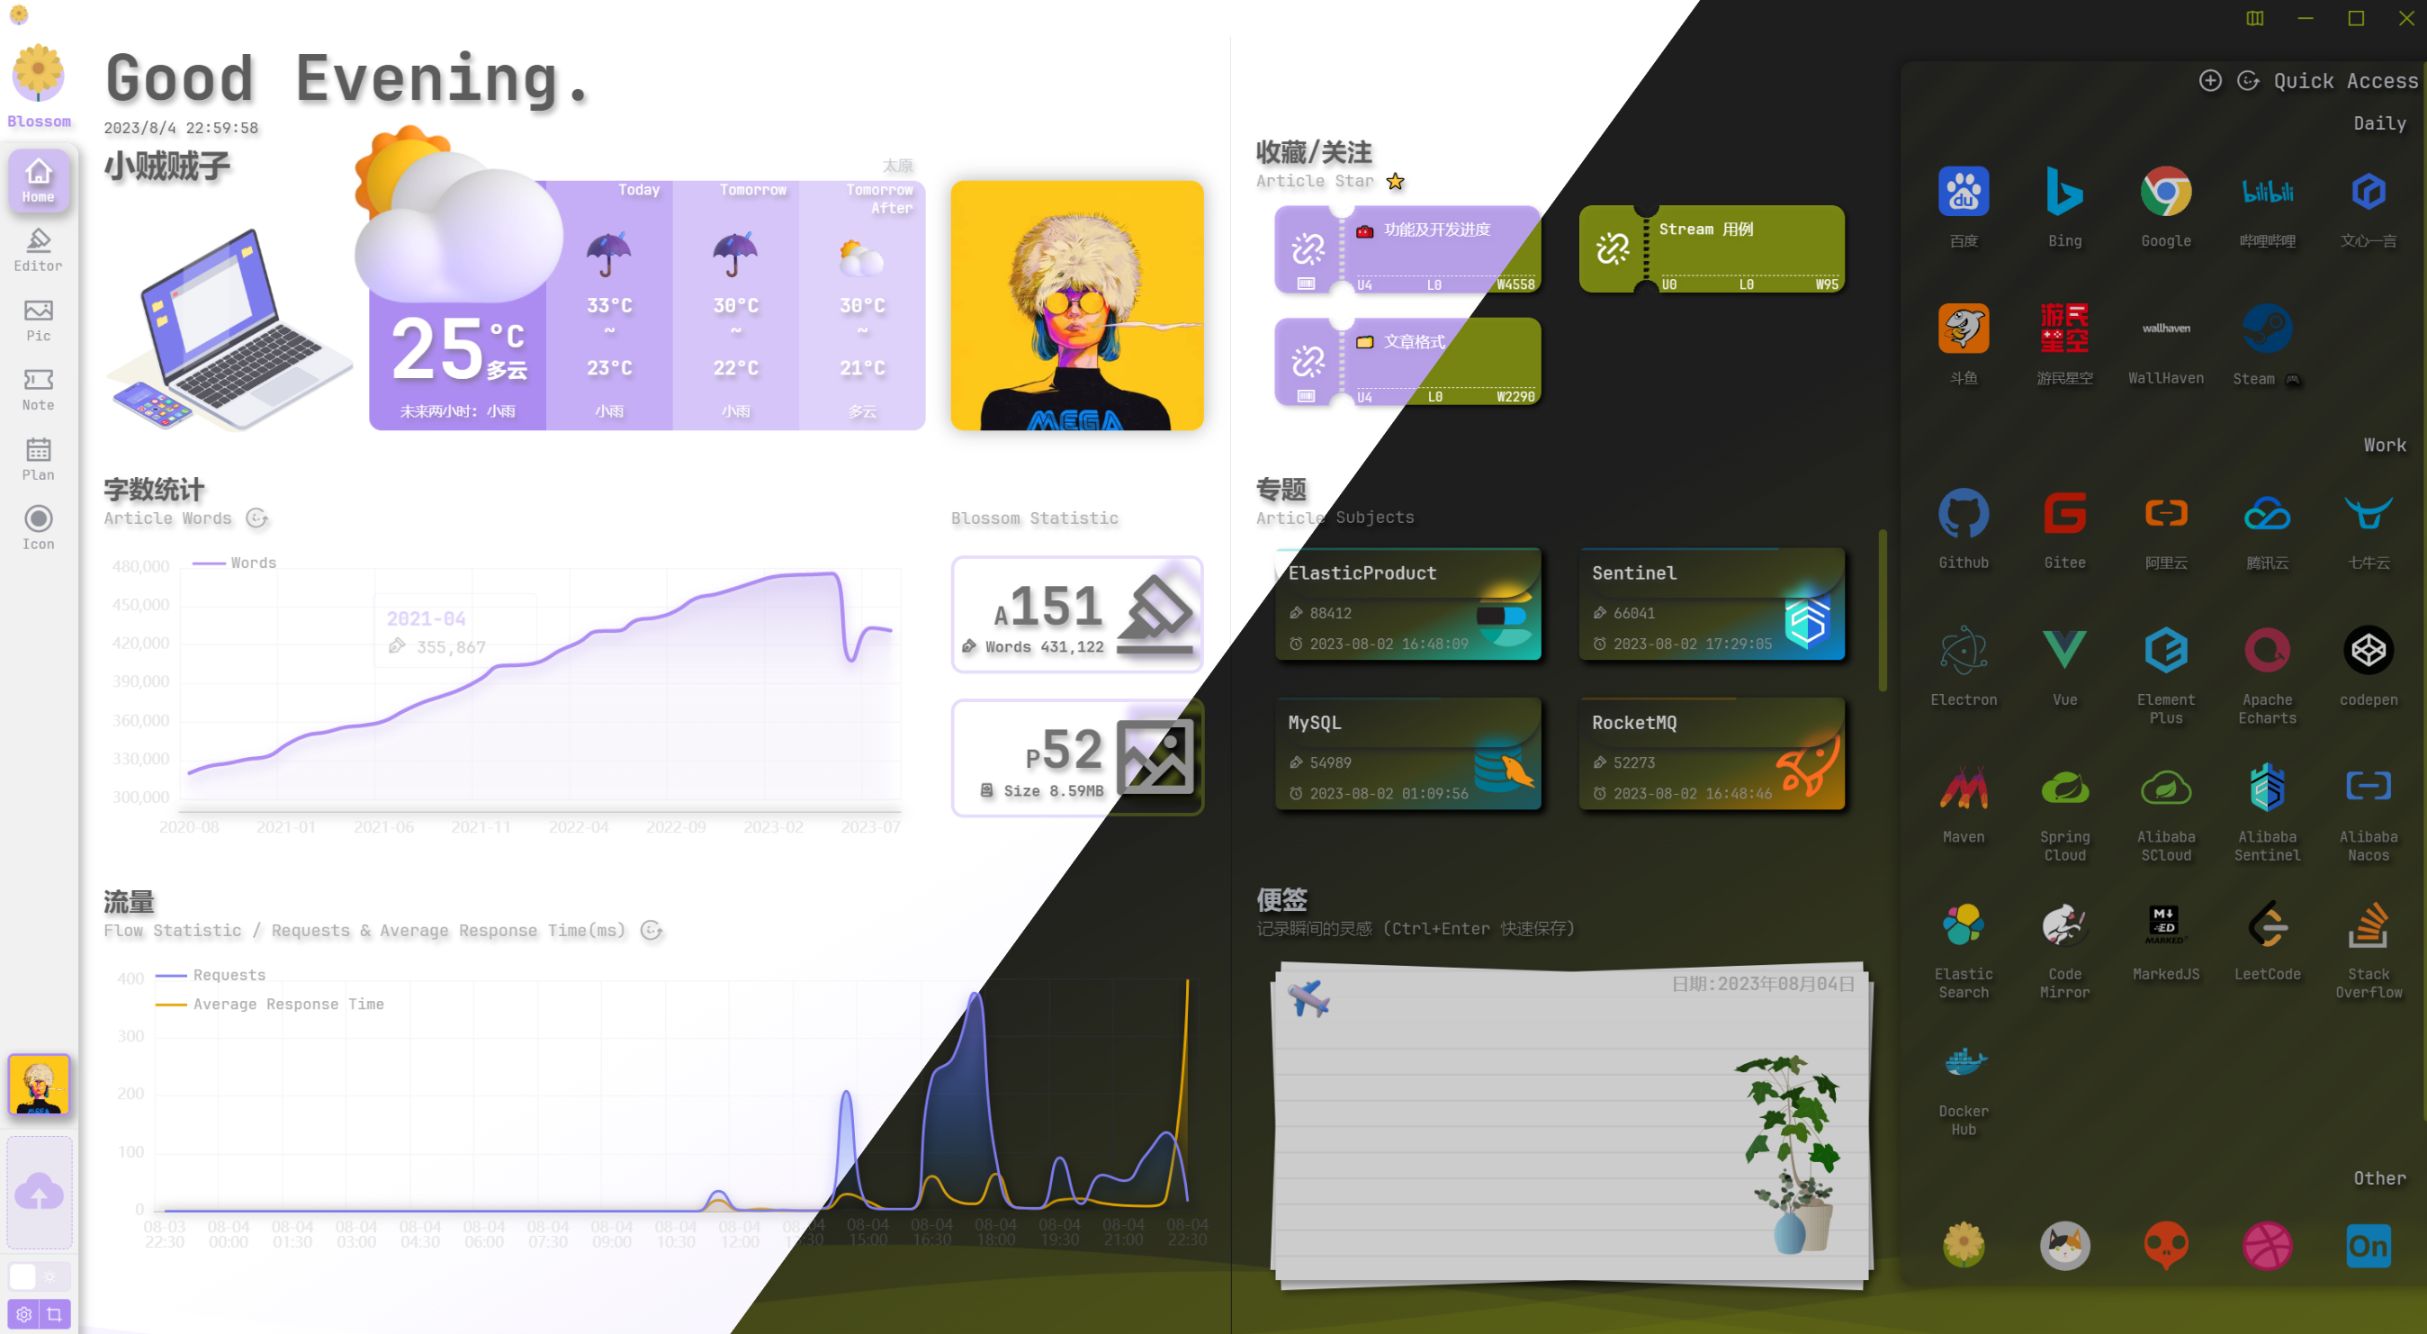 Good Evening.
Blossom
2023/8/4 22:59:58
小贼贼子
Home
Editor
Pic
Note
Plan
Icon
太原
25°C
多云
未来两小时: 小雨
Today
33°C
~
23°C
小雨
Tomorrow
30°C
~
22°C
小雨
Tomorrow
After
30°C
~
21°C
多云
MEGA
字数统计
Article Words
Words
480,000
450,000
420,000
390,000
360,000
330,000
300,000
2021-04
355,867
2020-08 2021-01 2021-06 2021-11 2022-04 2022-09 2023-02 2023-07
Blossom Statistic
A151
Words 431,122
P52
Size 8.59MB
流量
Flow Statistic / Requests & Average Response Time(ms)
Requests
Average Response Time
400
300
200
100
0
08-03 08-04 08-04 08-04 08-04 08-04 08-04 08-04 08-04 08-04 08-04 08-04 08-04 08-04 08-04 08-04 08-04
22:30 00:00 01:30 03:00 04:30 06:00 07:30 09:00 10:30 12:00 13:30 15:00 16:30 18:00 19:30 21:00 22:30
收藏/关注
Article Star
功能及开发进度
U4 L0 W4558
Stream 用例
U0 L0 W95
文章格式
U4 L0 W2290
专题
Article Subjects
ElasticProduct
88412
2023-08-02 16:48:09
Sentinel
66041
2023-08-02 17:29:05
MySQL
54989
2023-08-02 01:09:56
RocketMQ
52273
2023-08-02 16:48:46
便签
记录瞬间的灵感 (Ctrl+Enter 快速保存)
日期:2023年08月04日
Quick Access
Daily
du
bilibili
百度 Bing Google 哔哩哔哩 文心一言
游民星空
wallhaven
斗鱼 游民星空 WallHaven Steam
Work
Github Gitee 阿里云 腾讯云 七牛云
Electron Vue Element Plus Apache Echarts codepen
Maven Spring Cloud Alibaba SCloud Alibaba Sentinel Alibaba Nacos
M↓
ED
MARKED
Elastic Search Code Mirror MarkedJS LeetCode Stack Overflow
Docker Hub
Other
On